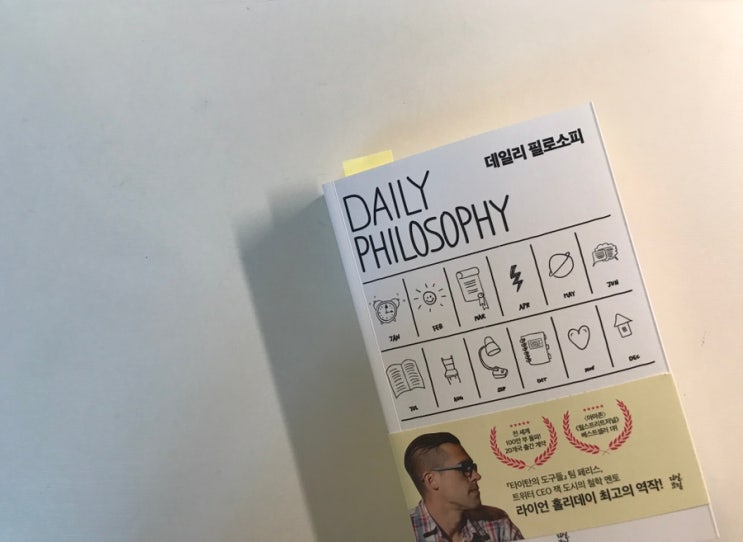 데일리 필로소피
DAILY
PHILOSOPHY
JAN
FEB
MAR
APR
MAY
JUN
JUL
AUG
SEP
OCT
NOV
DEC
전 세계
100만 부 돌파!
20개국 출간 계약
〈아마존〉
《월스트리트저널》
베스트셀러 1위!
『타이탄의 도구들』 팀 페리스,
트위터 CEO 잭 도시의 철학 멘토
라이언 홀리데이 최고의 역작!